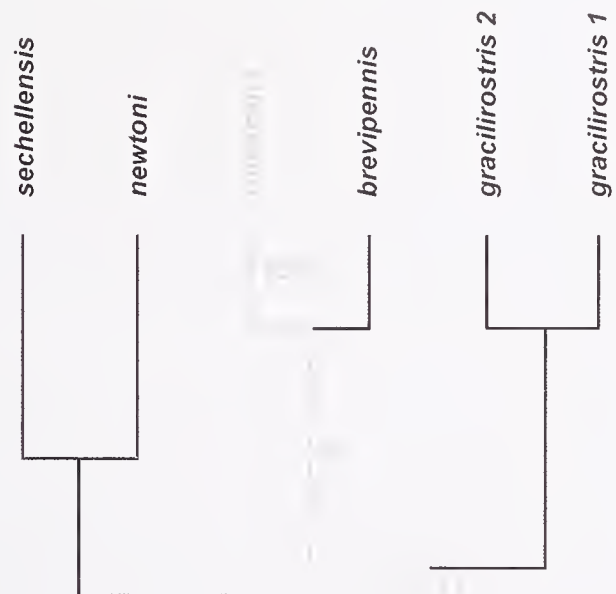 sechellensis
newtoni
brevipennis
gracilirostris 2
gracilirostris 1